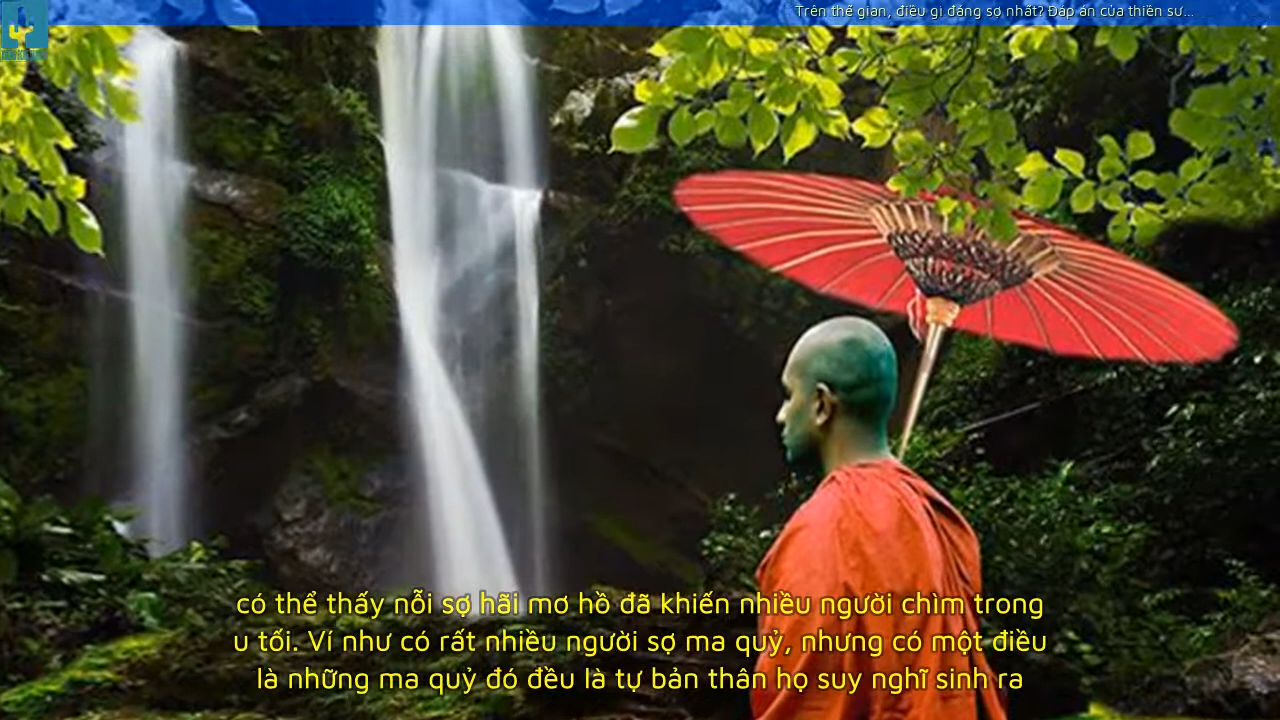 Trên thế gian, điều gì đáng sợ nhất? Đáp án của thiền sư...
có thể thấy nỗi sợ hãi mơ hồ đã khiến nhiều người chìm trong
u tối. Ví như có rất nhiều người sợ ma quỷ, nhưng có một điều
là những ma quỷ đó đều là tự bản thân họ suy nghĩ sinh ra